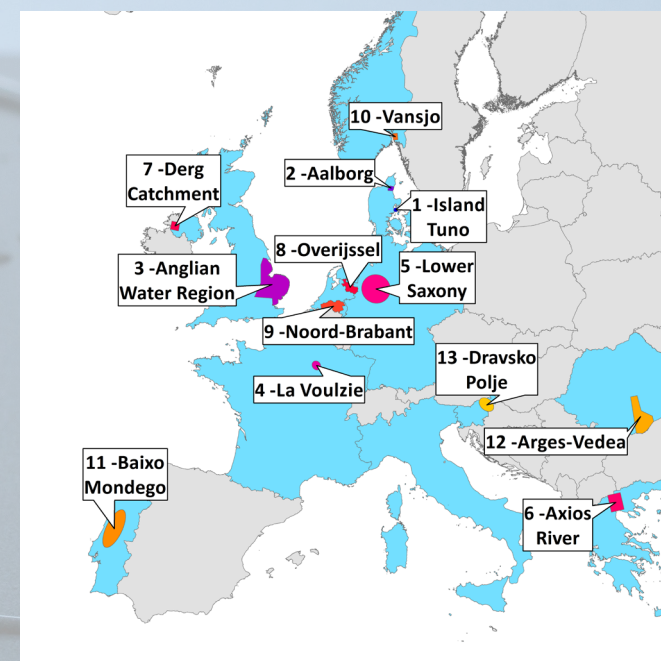 10 -Vansjo
7 -Derg
Catchment
2 -Aalborg
1 -Island
Tuno
8 -Overijssel
5 -Lower
Saxony
3 -Anglian
Water Region
9 -Noord-Brabant
13 -Dravsko
Polje
4 -La Voulzie
12 -Arges-Vedea
11 -Baixo
Mondego
6 -Axios
River